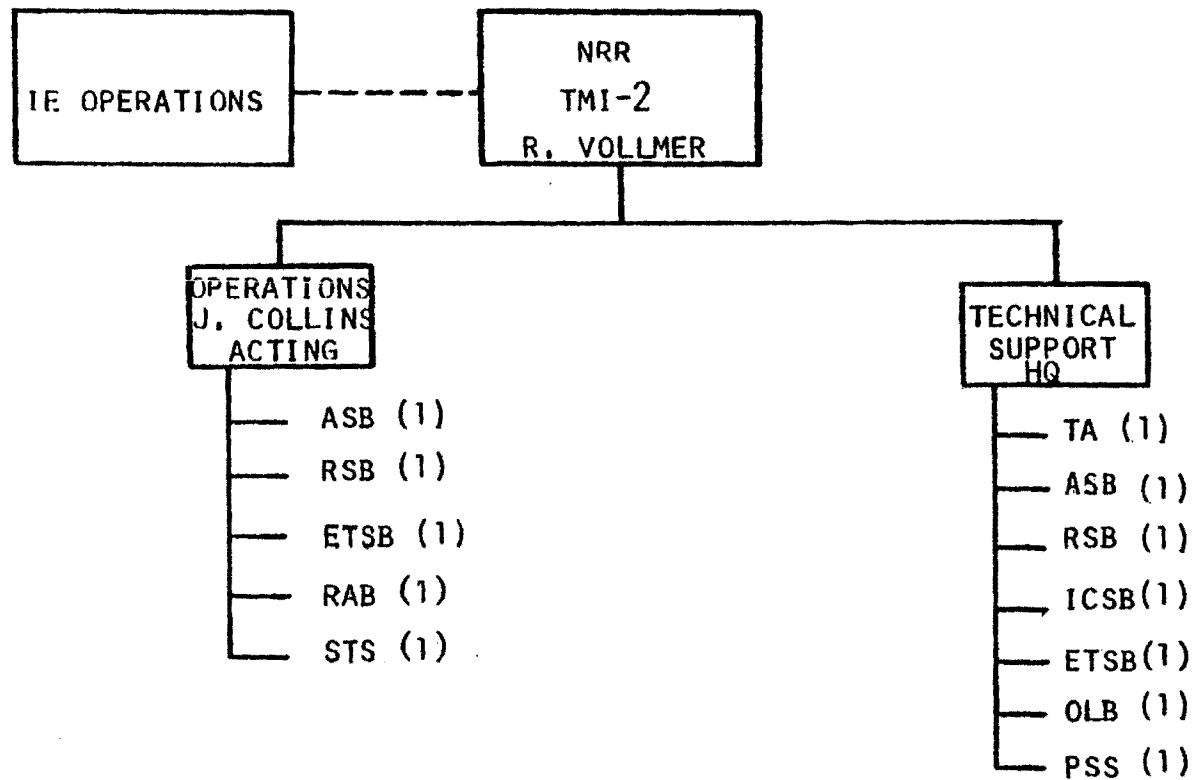 IE OPERATIONS
NRR
TMI-2
R. VOLLMER
OPERATIONS
J. COLLINS
ACTING
ASB (1)
RSB (1)
ETSB (1)
RAB (1)
STS (1)
TECHNICAL
SUPPORT
HQ
TA (1)
ASB (1)
RSB (1)
ICSB(1)
ETSB(1)
OLB (1)
PSS (1)